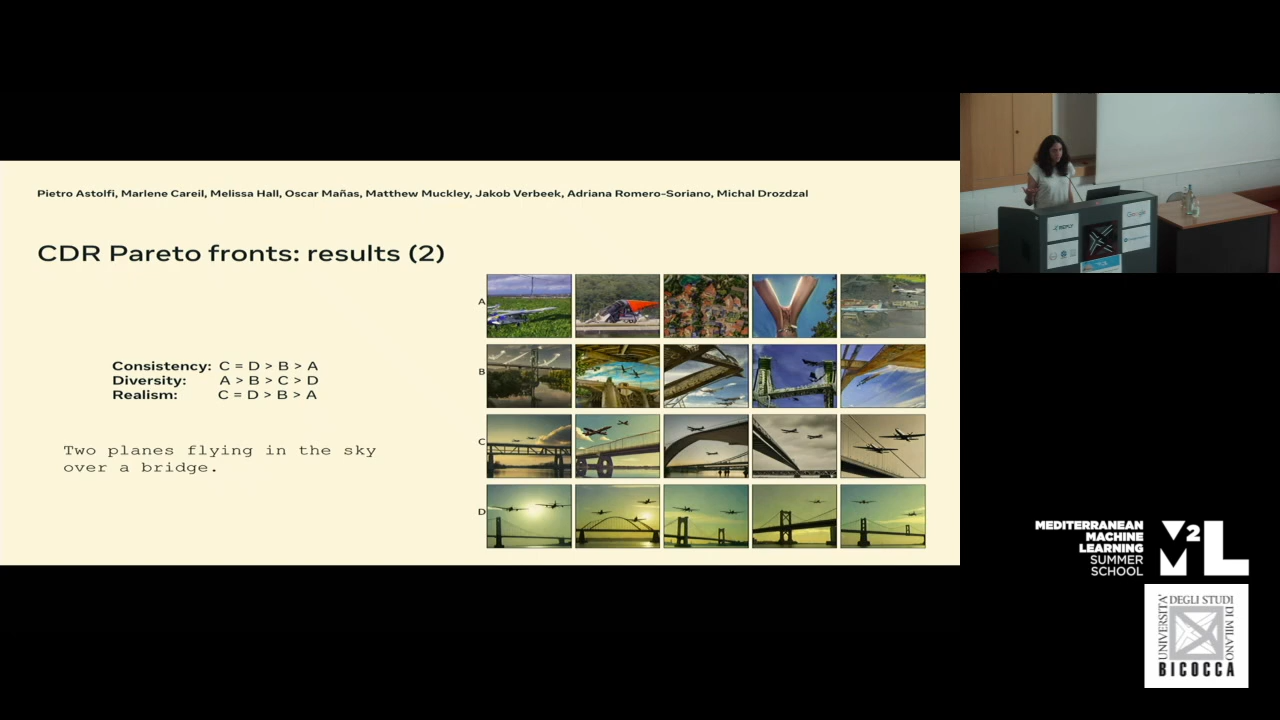 Pietro Astolfi, Marlene Careil, Melissa Hall, Oscar Mañas, Matthew Muckley, Jakob Verbeek, Adriana Romero-Soriano, Michal Drozdzal
CDR Pareto fronts: results (2)
Consistency: C = D > B > A
Diversity: A > B > C > D
Realism: C = D > B > A
Two planes flying in the sky
over a bridge.
A
B
C
D
Google
MEDITERRANEAN
MACHINE
LEARNING
SUMMER
SCHOOL
M2L
UNIVERSITA'
DEGLI STUDI
DI MILANO
BICOCCA